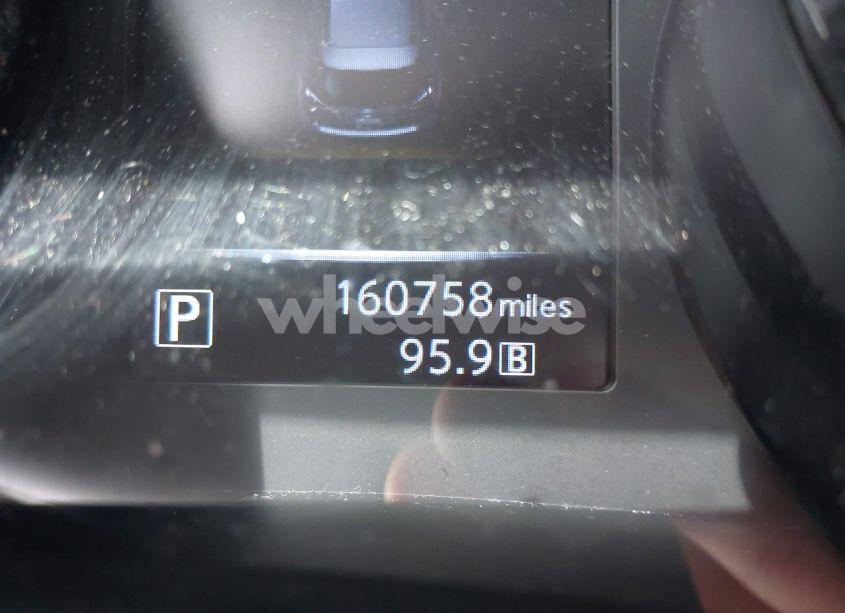 P
160758 miles
wheelwise
95.9 B